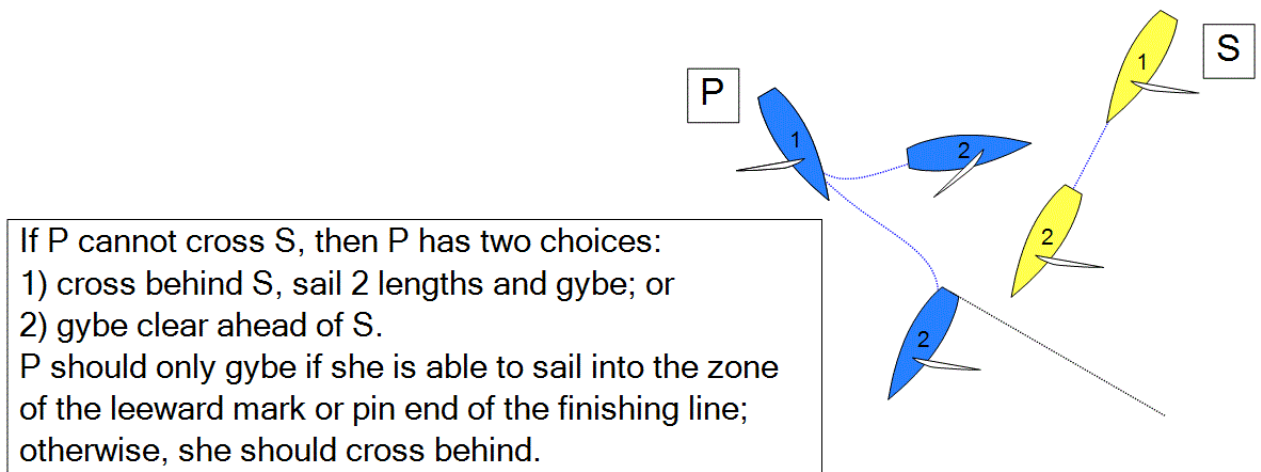 S
P
1
1
2
2
2
If P cannot cross S, then P has two choices:
1) cross behind S, sail 2 lengths and gybe; or
2) gybe clear ahead of S.
P should only gybe if she is able to sail into the zone
of the leeward mark or pin end of the finishing line;
otherwise, she should cross behind.